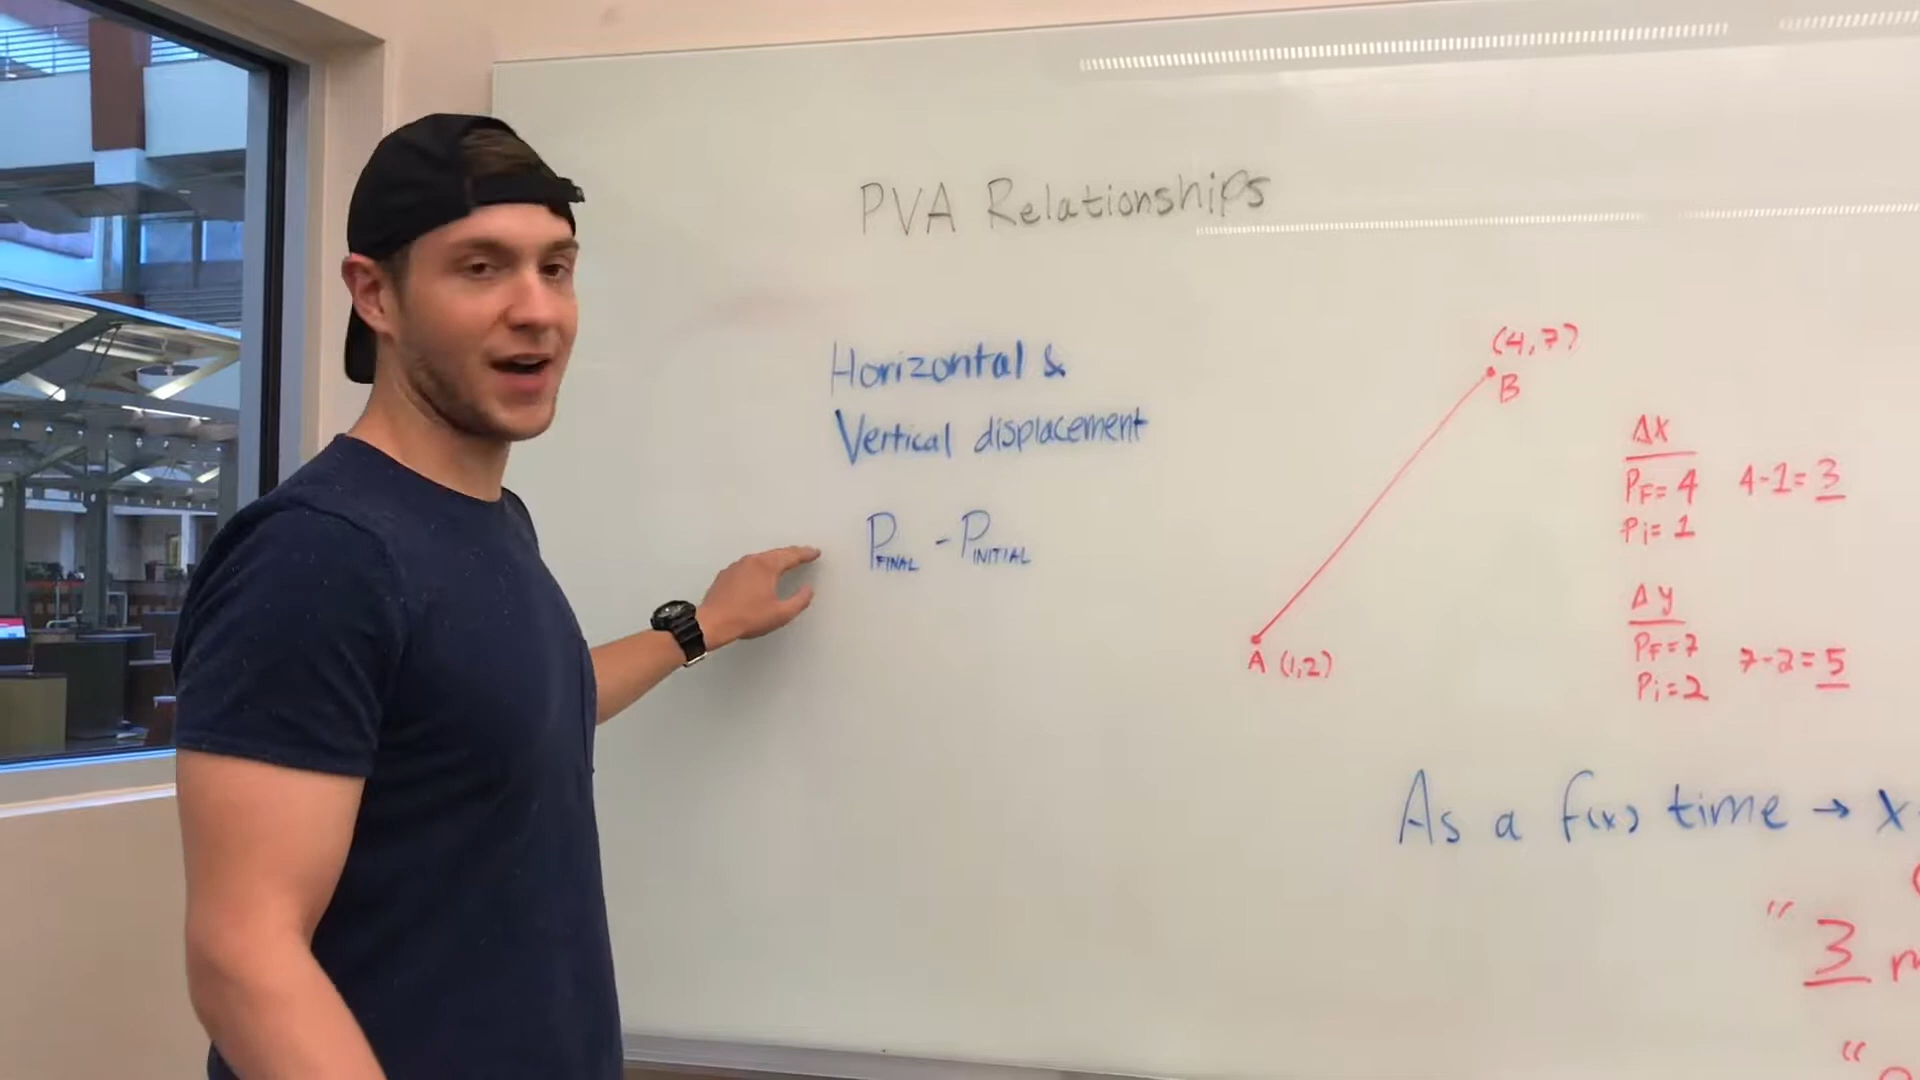 PVA Relationships
Horizontal &
Vertical displacement
PFINAL - PINITIAL
(4,7)
B
A (1,2)
ΔX
PF=4 4-1=3
Pi=1
Δy
PF=7 7-2=5
Pi=2
As a f(x) time → X
"3